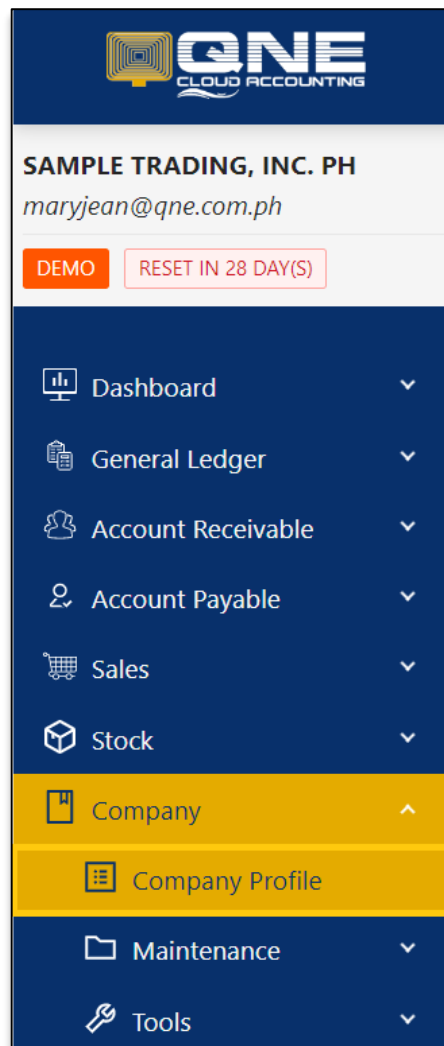 QNE
CLOUD ACCOUNTING
SAMPLE TRADING, INC. PH
maryjean@qne.com.ph
DEMO RESET IN 28 DAY(S)
Dashboard
General Ledger
Account Receivable
Account Payable
Sales
Stock
Company
Company Profile
Maintenance
Tools